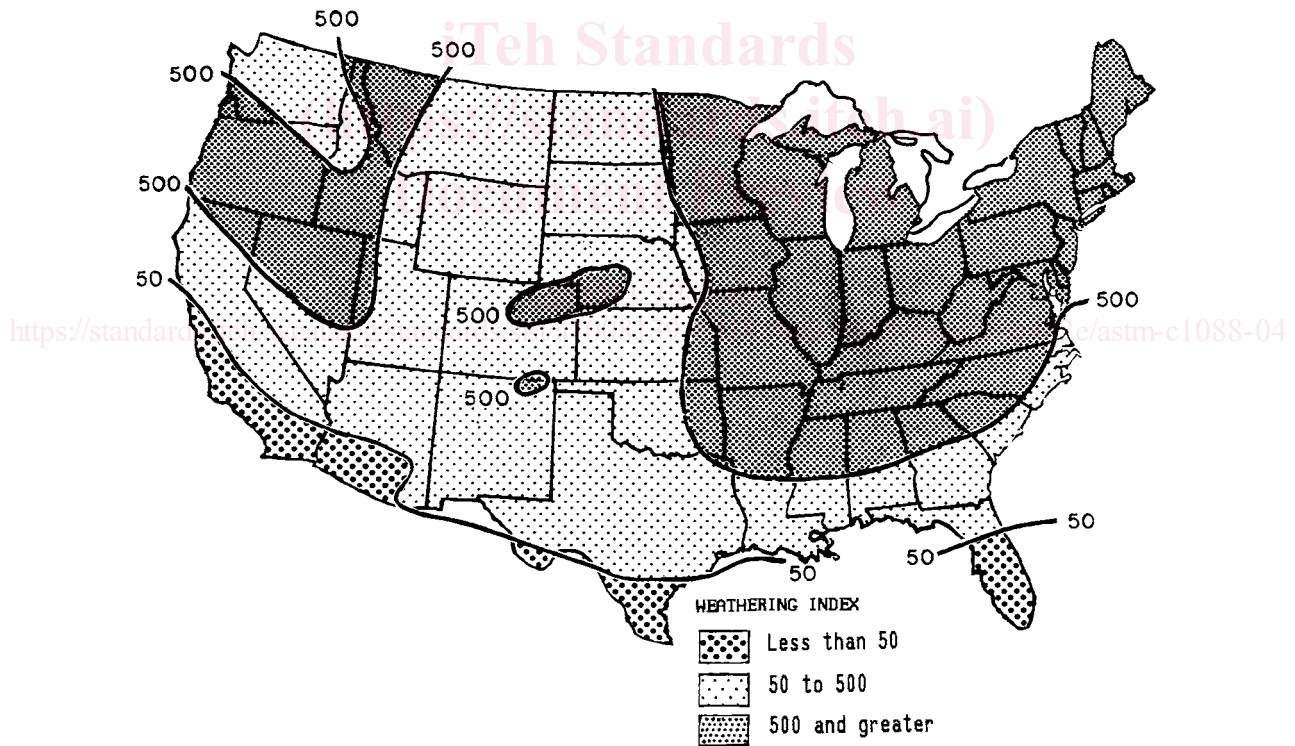 500
iTeh Standards
500
500
ai)
500
50
500
500
https://standard
e/astm-c1088-04
500
50
50
50
WEATHERING INDEX
Less than 50
50 to 500
500 and greater